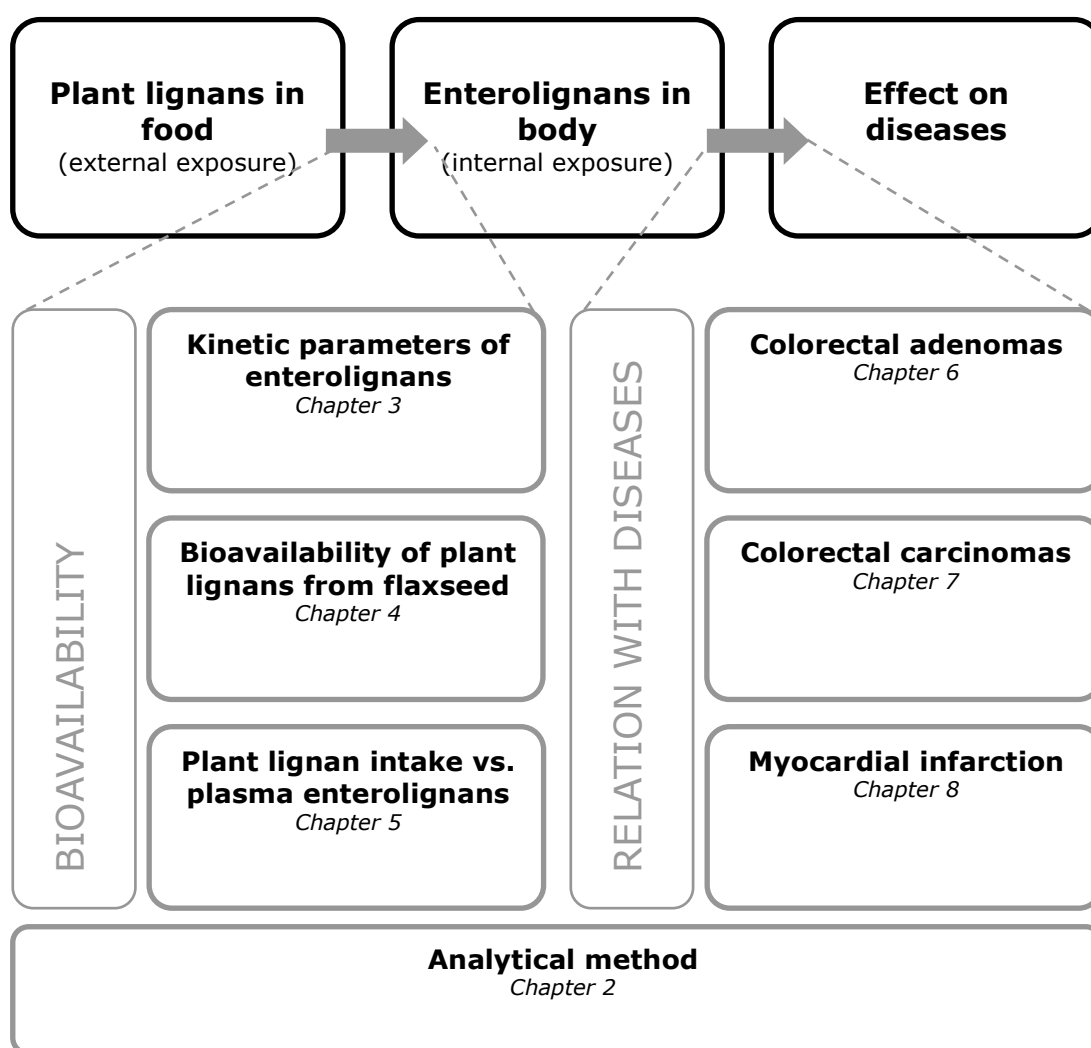 Plant lignans in
food
(external exposure)
Enterolignans in
body
(internal exposure)
Effect on
diseases
BIOAVAILABILITY
Kinetic parameters of
enterolignans
Chapter 3
Bioavailability of plant
lignans from flaxseed
Chapter 4
Plant lignan intake vs.
plasma enterolignans
Chapter 5
RELATION WITH DISEASES
Colorectal adenomas
Chapter 6
Colorectal carcinomas
Chapter 7
Myocardial infarction
Chapter 8
Analytical method
Chapter 2